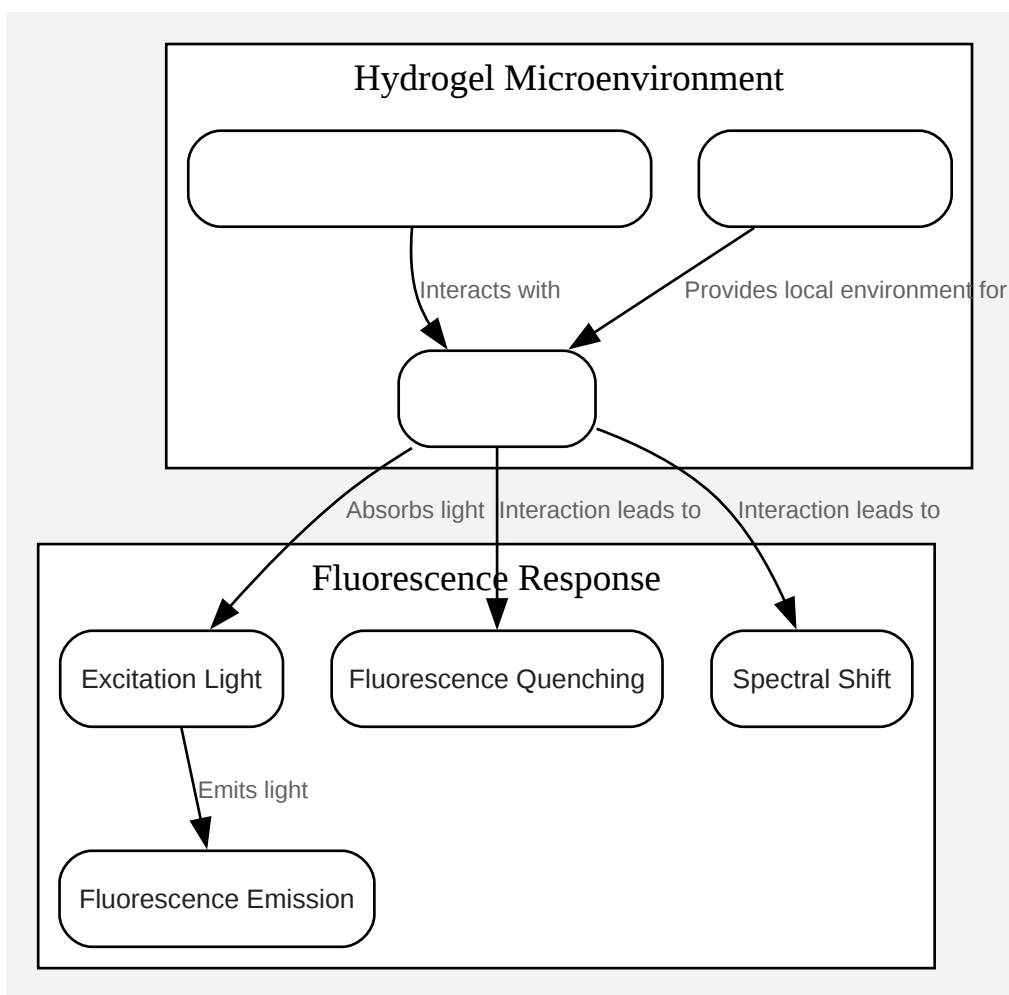 Hydrogel Microenvironment
Interacts with
Provides local environment for
Absorbs light
Interaction leads to
Interaction leads to
Fluorescence Response
Excitation Light
Fluorescence Quenching
Spectral Shift
Emits light
Fluorescence Emission